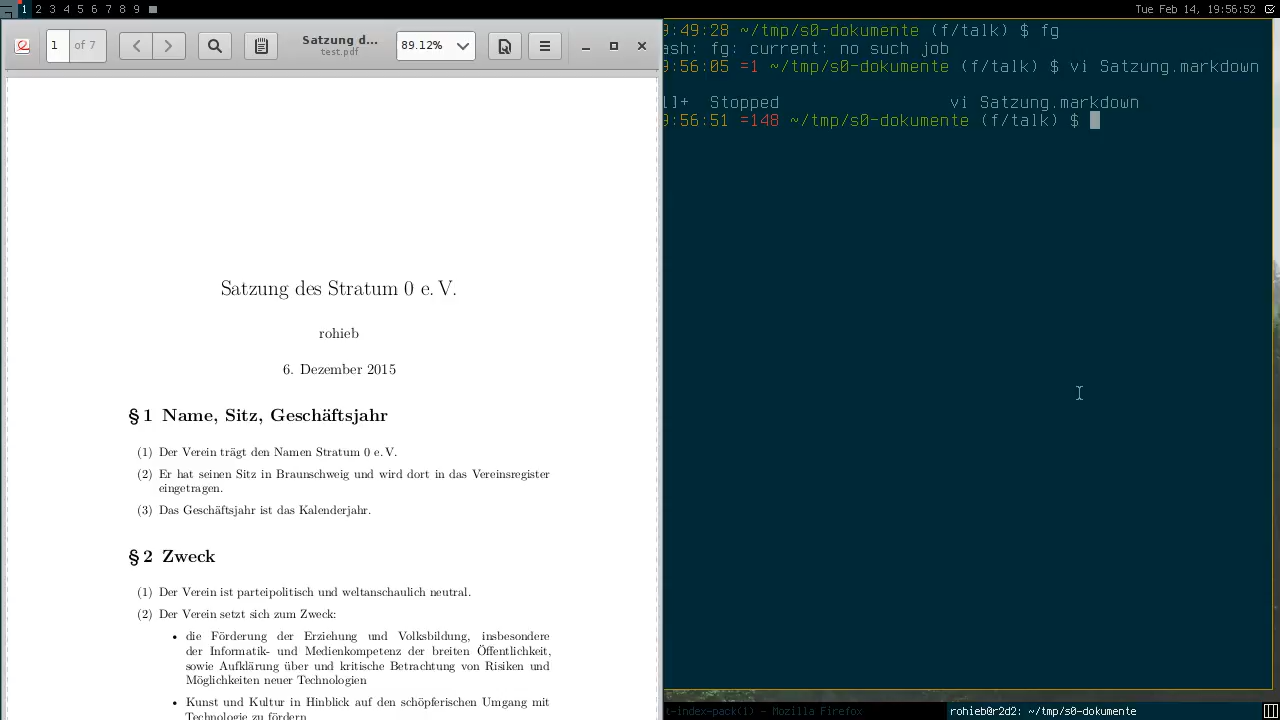 1 2 3 4 5 6 7 8 9
Tue Feb 14, 19:56:52
1 of 7
Satzung d...
test.pdf
89.12%
Satzung des Stratum 0 e. V.
rohieb
6. Dezember 2015
§ 1 Name, Sitz, Geschäftsjahr
(1) Der Verein trägt den Namen Stratum 0 e. V.
(2) Er hat seinen Sitz in Braunschweig und wird dort in das Vereinsregister
eingetragen.
(3) Das Geschäftsjahr ist das Kalenderjahr.
§ 2 Zweck
(1) Der Verein ist parteipolitisch und weltanschaulich neutral.
(2) Der Verein setzt sich zum Zweck:
• die Förderung der Erziehung und Volksbildung, insbesondere
der Informatik- und Medienkompetenz der breiten Öffentlichkeit,
sowie Aufklärung über und kritische Betrachtung von Risiken und
Möglichkeiten neuer Technologien
• Kunst und Kultur in Hinblick auf den schöpferischen Umgang mit
Technologie zu fördern
9:49:28 ~/tmp/s0-dokumente (f/talk) $ fg
ash: fg: current: no such job
9:56:05 =1 ~/tmp/s0-dokumente (f/talk) $ vi Satzung.markdown
1]+ Stopped vi Satzung.markdown
9:56:51 =148 ~/tmp/s0-dokumente (f/talk) $
t-index-pack(1) - Mozilla Firefox
rohieb@r2d2: ~/tmp/s0-dokumente